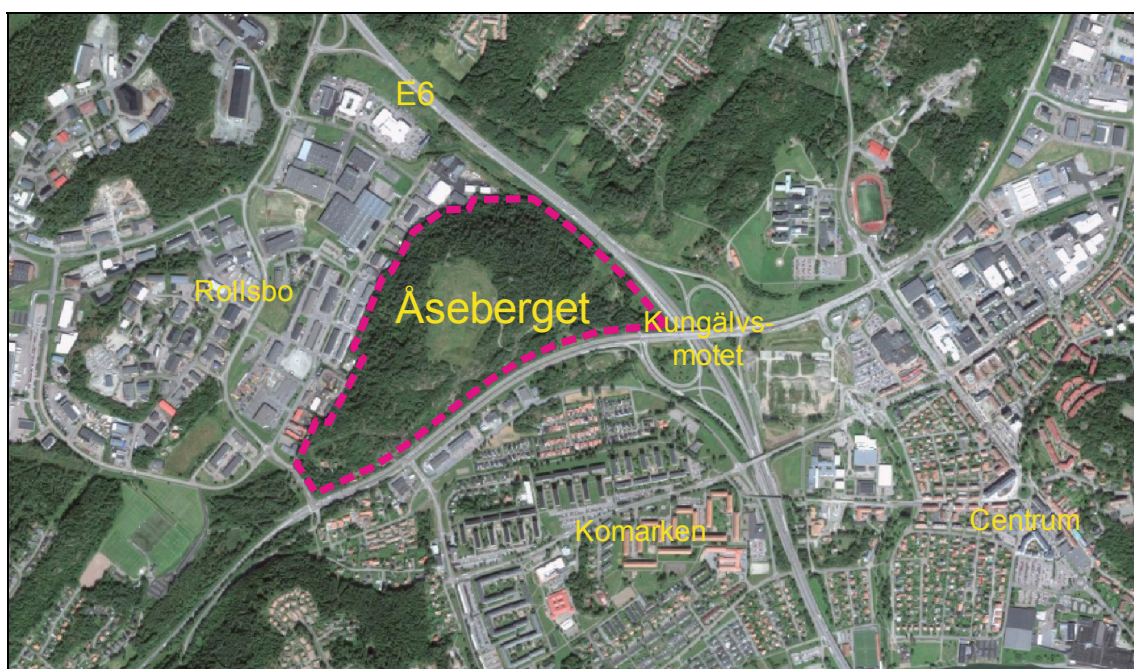 E6
Rollsbo
Åseberget
Kungälvs-
motet
Komarken
Centrum